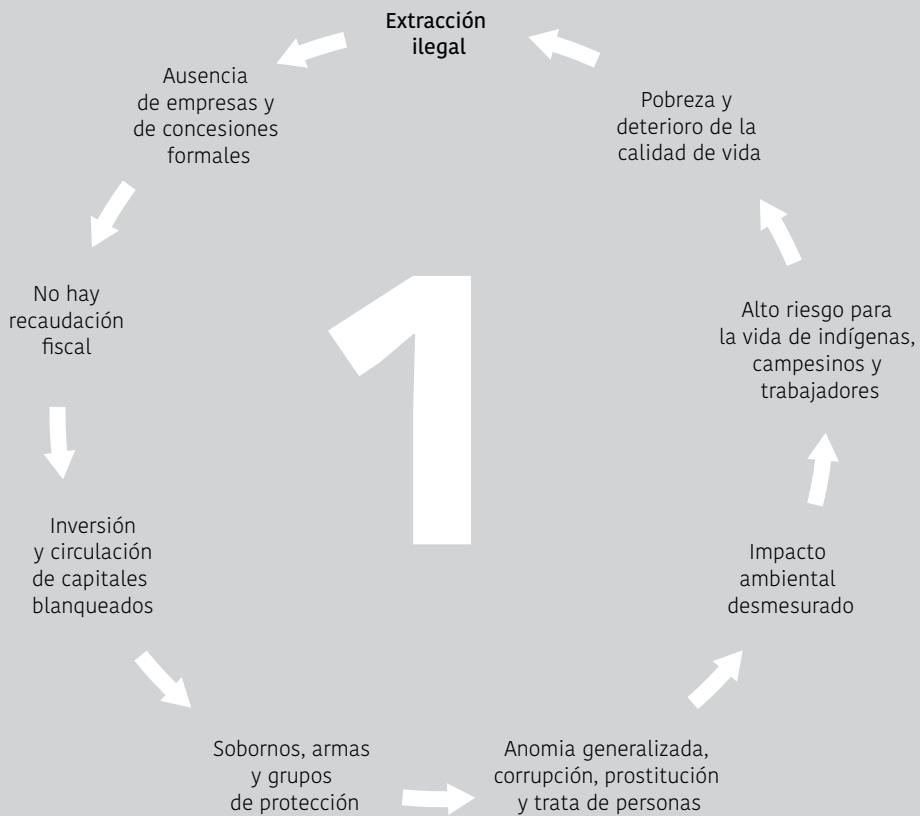 Extracción
ilegal
Ausencia
de empresas y
de concesiones
formales
No hay
recaudación
fiscal
Inversión
y circulación
de capitales
blanqueados
Sobornos, armas
y grupos
de protección
Anomia generalizada,
corrupción, prostitución
y trata de personas
Impacto
ambiental
desmesurado
Alto riesgo para
la vida de indígenas,
campesinos y
trabajadores
Pobreza y
deterioro de la
calidad de vida
1